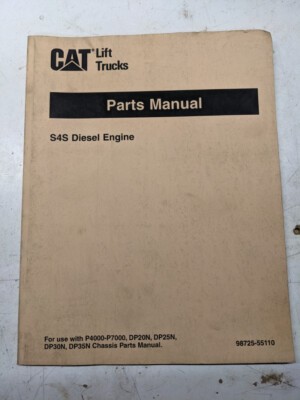 CAT® Lift
Trucks
Parts Manual
S4S Diesel Engine
For use with P4000-P7000, DP20N, DP25N,
DP30N, DP35N Chassis Parts Manual.
98725-55110